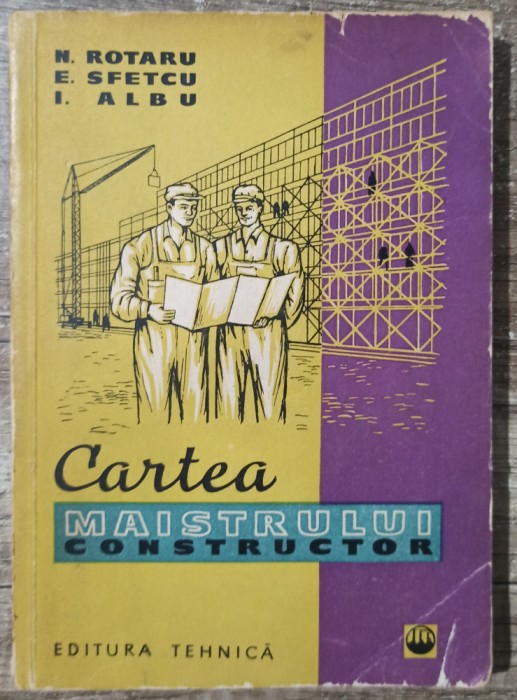 N. ROTARU
E. SFETCU
I. ALBU
Cartea
MAISTRULUI
CONSTRUCTOR
EDITURA TEHNICĂ